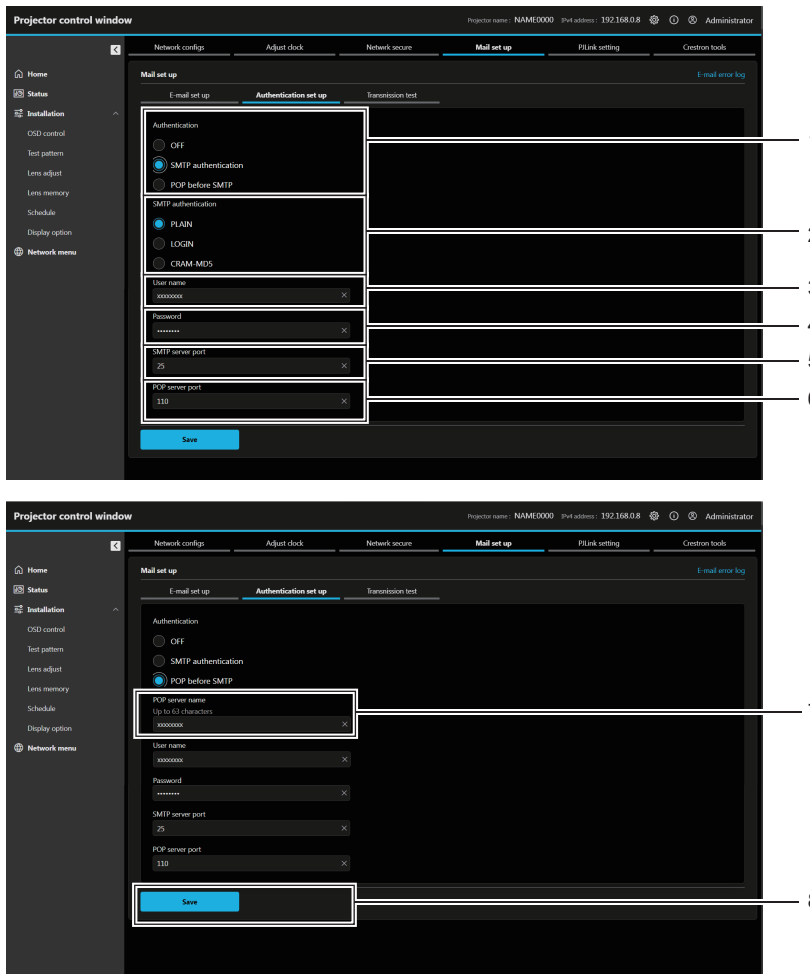 Projector control window Projector name : NAME0000 IPv4 address : 192.168.0.8 Administrator
Network configs Adjust clock Netwrk secure Mail set up PJLink setting Crestron tools
Home
Status
Installation
OSD control
Test pattern
Lens adjust
Lens memory
Schedule
Display option
Network menu
Mail set up E-mail error log
E-mail set up Authentication set up Transnission test
Authentication
OFF
SMTP authentication
POP before SMTP
SMTP authentication
PLAIN
LOGIN
CRAM-MD5
User name
xxxxxxxx
Password
••••••••
SMTP server port
25
POP server port
110
Save
Projector control window Projector name : NAME0000 IPv4 address : 192.168.0.8 Administrator
Network configs Adjust clock Netwrk secure Mail set up PJLink setting Crestron tools
Home
Status
Installation
OSD control
Test pattern
Lens adjust
Lens memory
Schedule
Display option
Network menu
Mail set up E-mail error log
E-mail set up Authentication set up Transnission test
Authentication
OFF
SMTP authentication
POP before SMTP
POP server name
Up to 63 characters
xxxxxxxx
User name
xxxxxxxx
Password
••••••••
SMTP server port
25
POP server port
110
Save